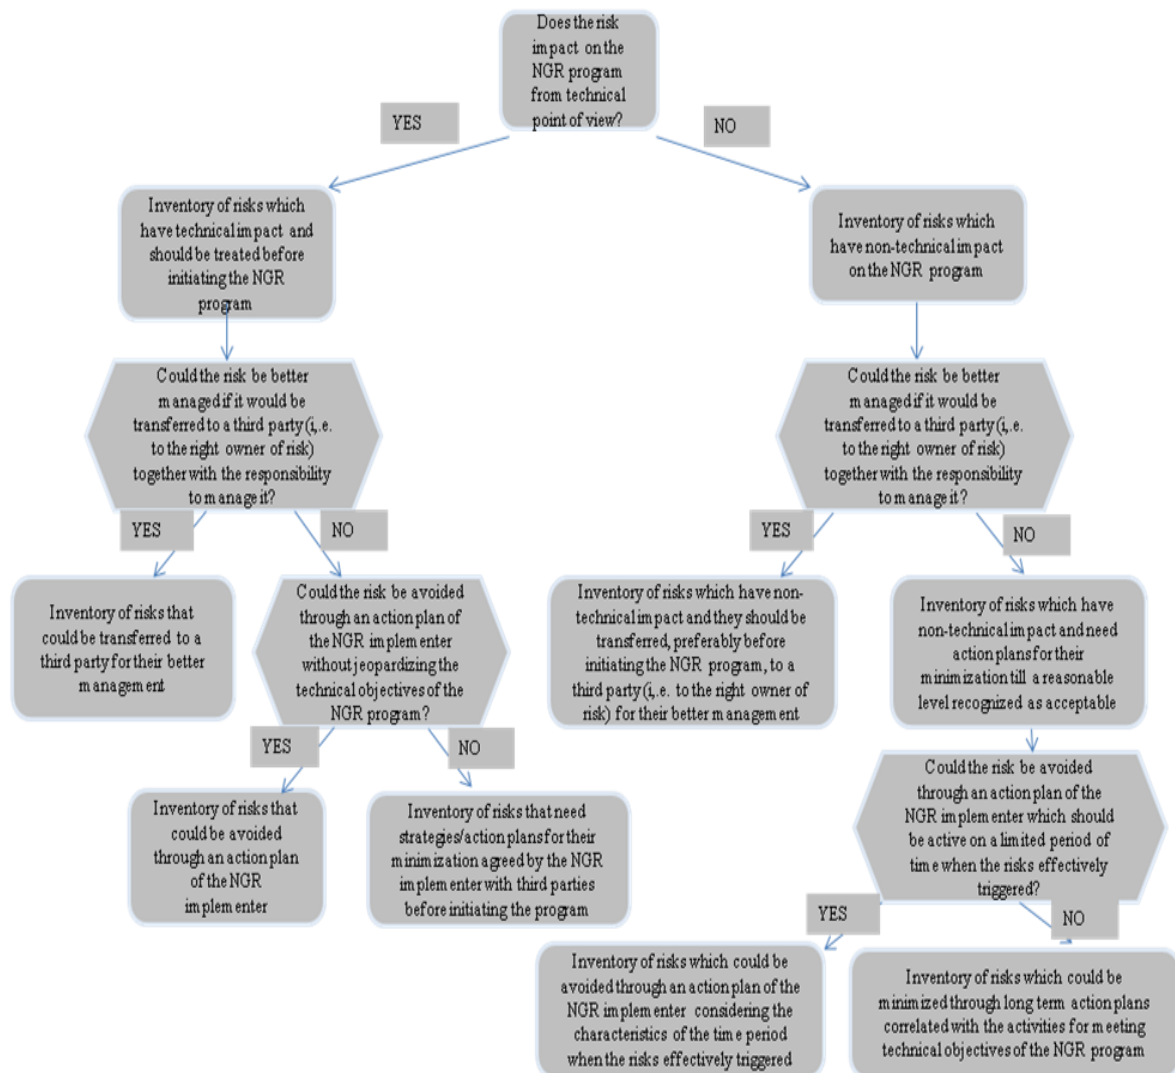 Does the risk
impact on the
NGR program
from technical
point of view?
YES
NO
Inventory of risks which
have technical impact and
should be treated before
initiating the NGR
program
Inventory of risks which
have non-technical impact
on the NGR program
Could the risk be better
managed if it would be
transferred to a third party (i,.e.
to the right owner of risk)
together with the responsibility
to manage it?
Could the risk be better
managed if it would be
transferred to a third party (i,.e.
to the right owner of risk)
together with the responsibility
to manage it?
YES
NO
YES
NO
Inventory of risks that
could be transferred to a
third party for their better
management
Could the risk be avoided
through an action plan of
the NGR implementer
without jeopardizing the
technical objectives of the
NGR program?
Inventory of risks which have non-
technical impact and they should be
transferred, preferably before
initiating the NGR program, to a
third party (i,.e. to the right owner of
risk) for their better management
Inventory of risks which have
non-technical impact and need
action plans for their
minimization till a reasonable
level recognized as acceptable
YES
NO
Inventory of risks that
could be avoided
through an action plan
of the NGR
implementer
Inventory of risks that need
strategies/action plans for their
minimization agreed by the NGR
implementer with third parties
before initiating the program
Could the risk be avoided
through an action plan of the
NGR implementer which should
be active on a limited period of
time when the risks effectively
triggered?
YES
NO
Inventory of risks which could be
avoided through an action plan of the
NGR implementer considering the
characteristics of the time period
when the risks effectively triggered
Inventory of risks which could be
minimized through long term action plans
correlated with the activities for meeting
technical objectives of the NGR program